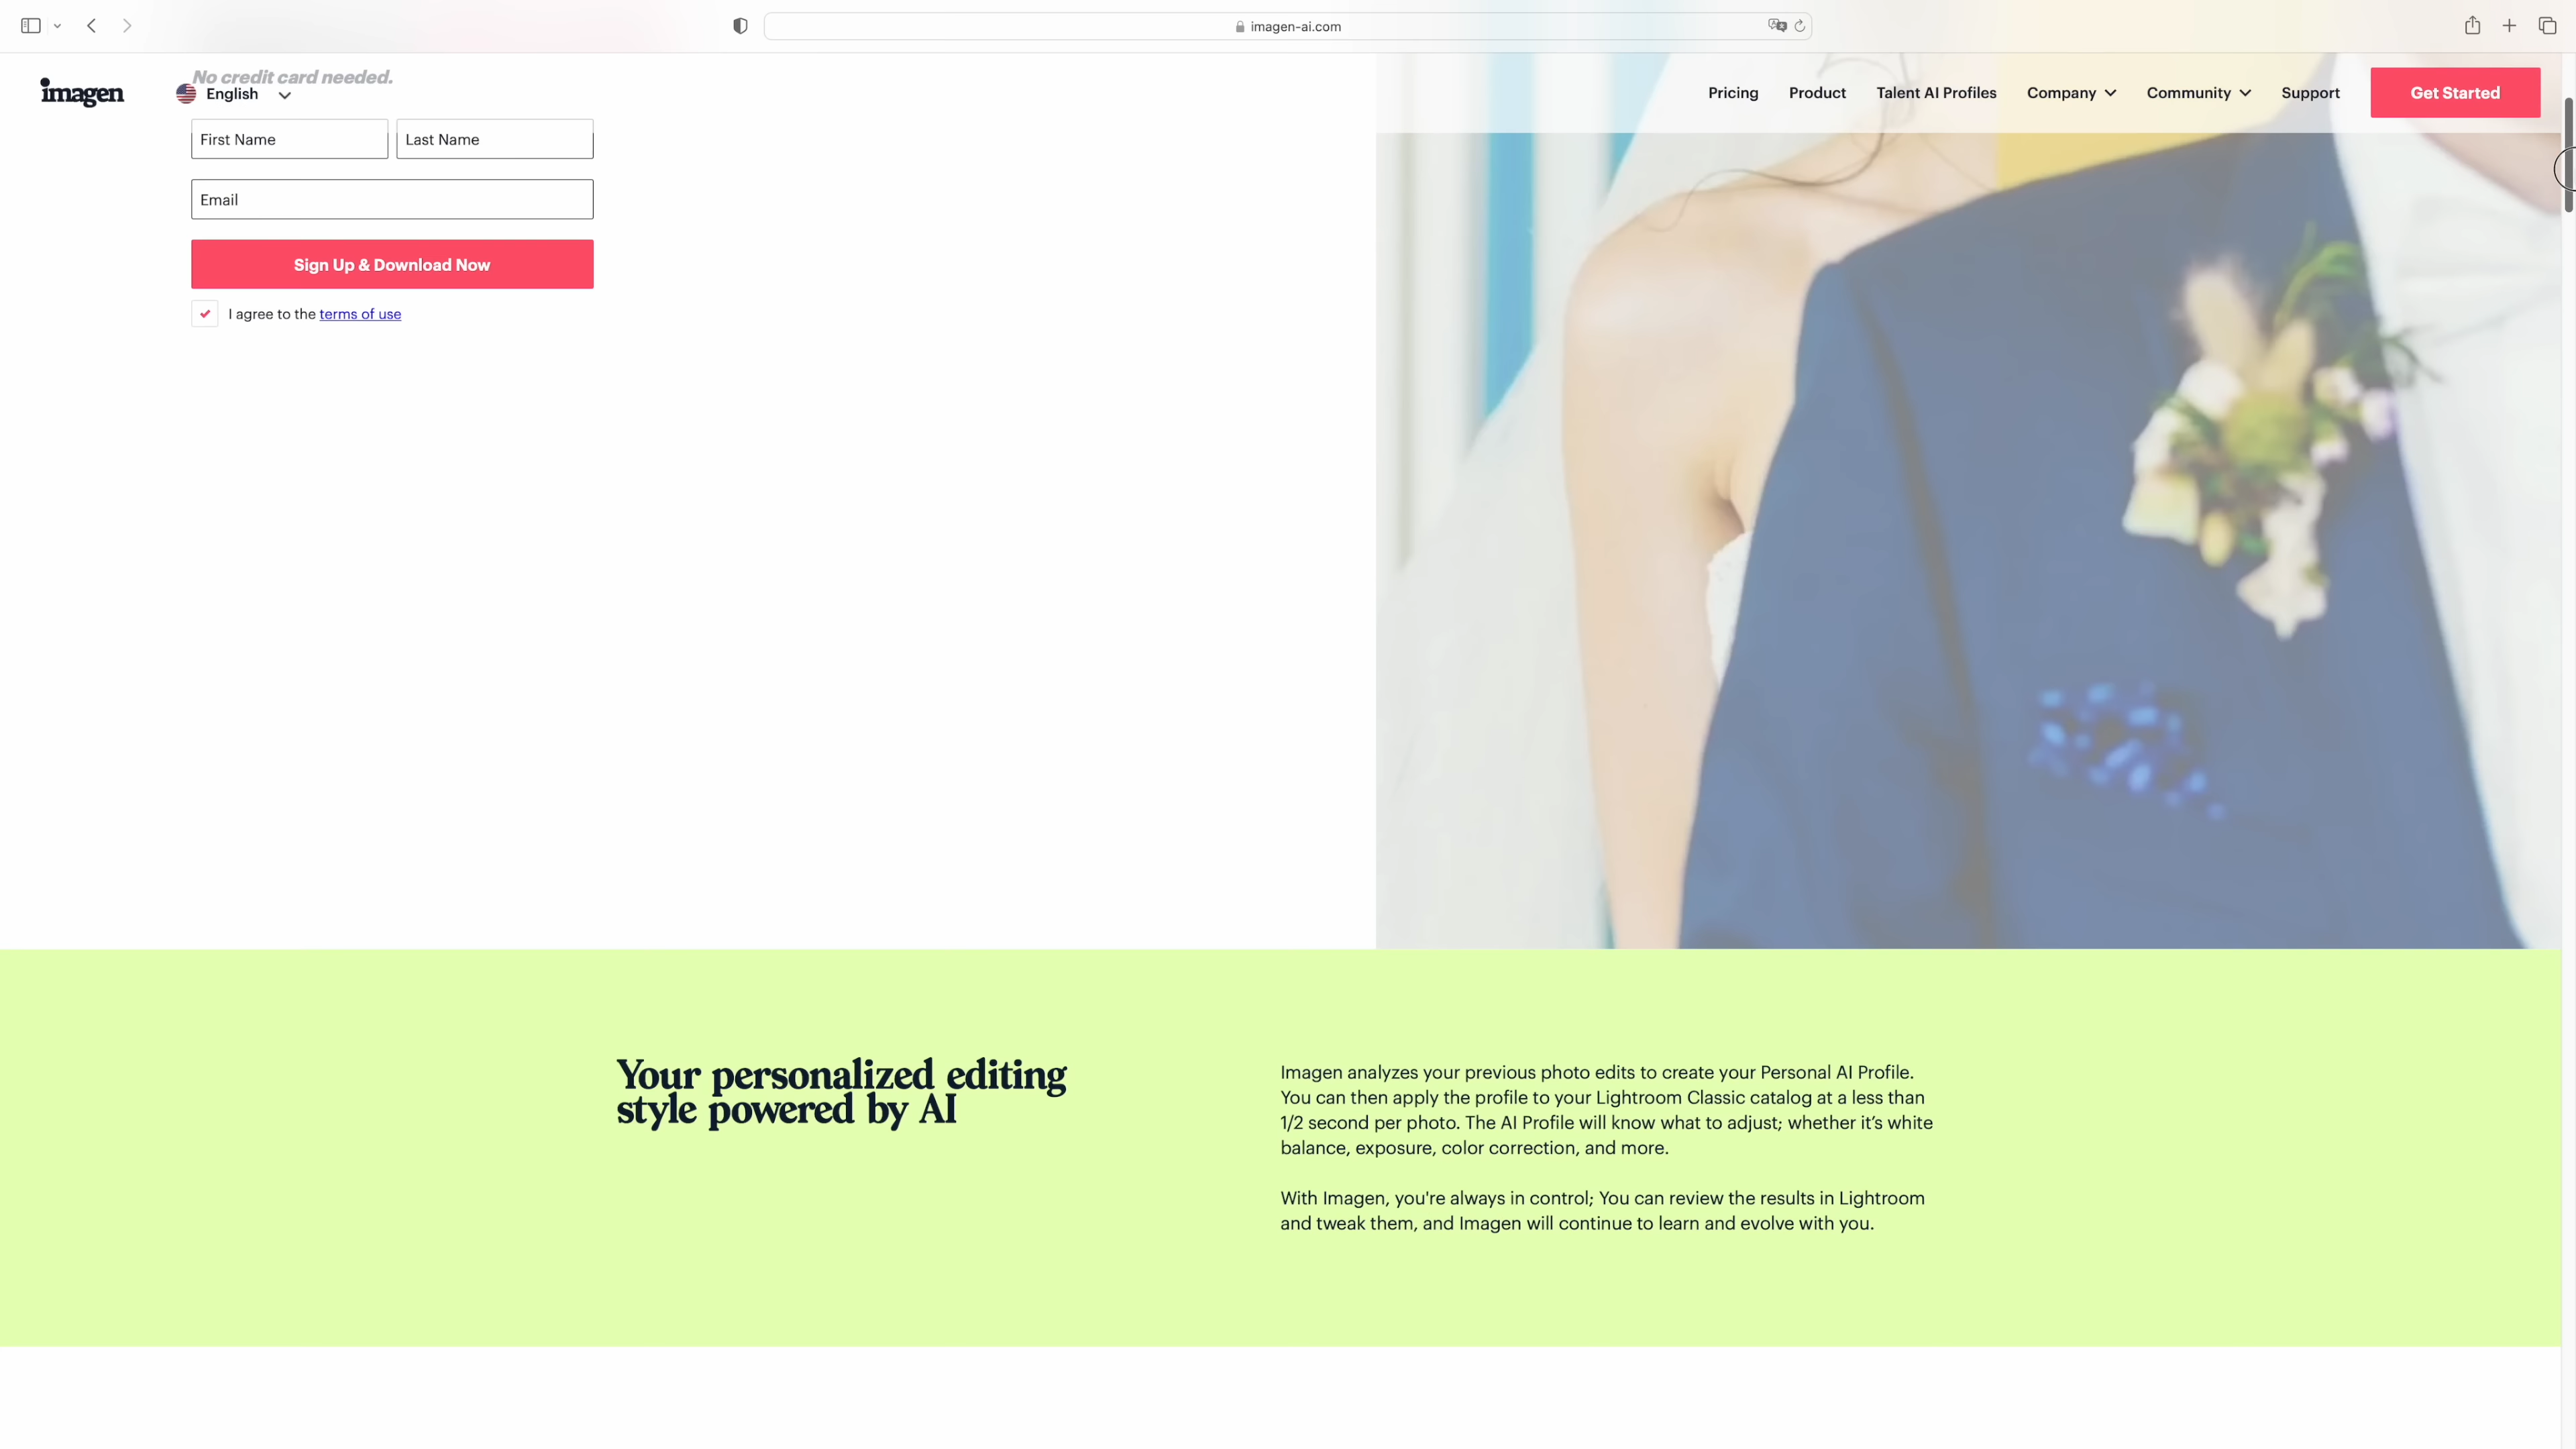 imagen-ai.com
No credit card needed.
imagen
English
Pricing
Product
Talent AI Profiles
Company
Community
Support
Get Started
First Name
Last Name
Email
Sign Up & Download Now
I agree to the terms of use
Your personalized editing
style powered by AI
Imagen analyzes your previous photo edits to create your Personal AI Profile.
You can then apply the profile to your Lightroom Classic catalog at a less than
1/2 second per photo. The AI Profile will know what to adjust; whether it’s white
balance, exposure, color correction, and more.
With Imagen, you're always in control; You can review the results in Lightroom
and tweak them, and Imagen will continue to learn and evolve with you.